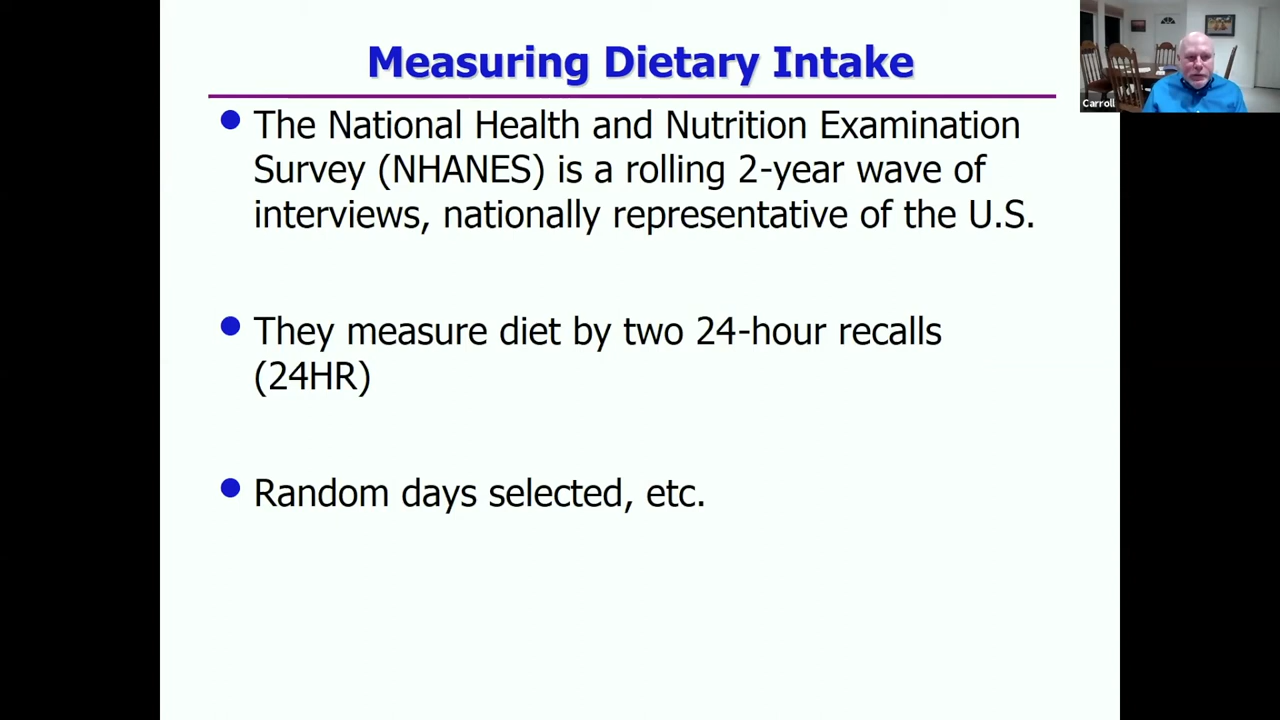 Measuring Dietary Intake
The National Health and Nutrition Examination
Survey (NHANES) is a rolling 2-year wave of
interviews, nationally representative of the U.S.
They measure diet by two 24-hour recalls
(24HR)
Random days selected, etc.
Carroll